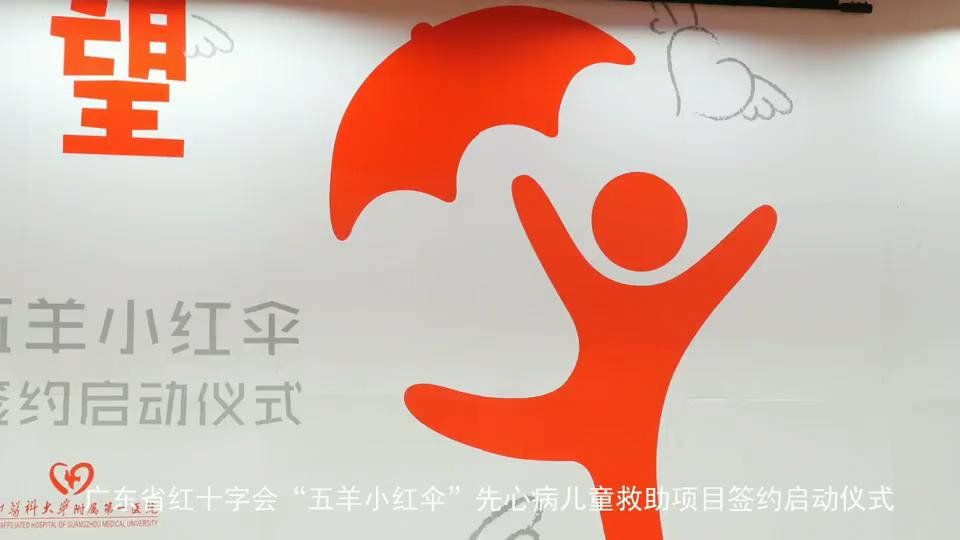 望
五羊小红伞
签约启动仪式
广东省红十字会“五羊小红伞”先心病儿童救助项目签约启动仪式
州医科大学附属第一医院
AFFILIATED HOSPITAL OF GUANGZHOU MEDICAL UNIVERSITY